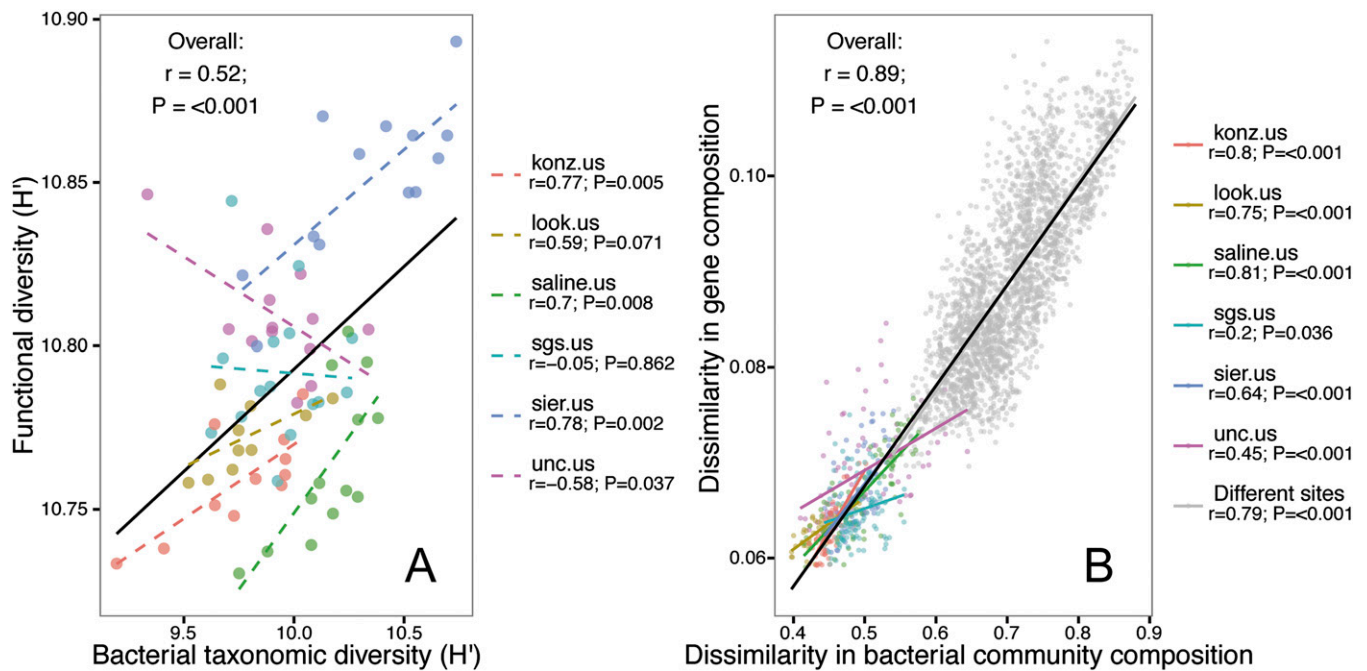 Overall:
r = 0.52;
P = <0.001
A
10.90
10.85
10.80
10.75
Functional diversity (H')
9.5 10.0 10.5
Bacterial taxonomic diversity (H')
konz.us
r=0.77; P=0.005
look.us
r=0.59; P=0.071
saline.us
r=0.7; P=0.008
sgs.us
r=−0.05; P=0.862
sier.us
r=0.78; P=0.002
unc.us
r=−0.58; P=0.037
Overall:
r = 0.89;
P = <0.001
B
0.10
0.08
0.06
Dissimilarity in gene composition
0.4 0.5 0.6 0.7 0.8 0.9
Dissimilarity in bacterial community composition
konz.us
r=0.8; P=<0.001
look.us
r=0.75; P=<0.001
saline.us
r=0.81; P=<0.001
sgs.us
r=0.2; P=0.036
sier.us
r=0.64; P=<0.001
unc.us
r=0.45; P=<0.001
Different sites
r=0.79; P=<0.001